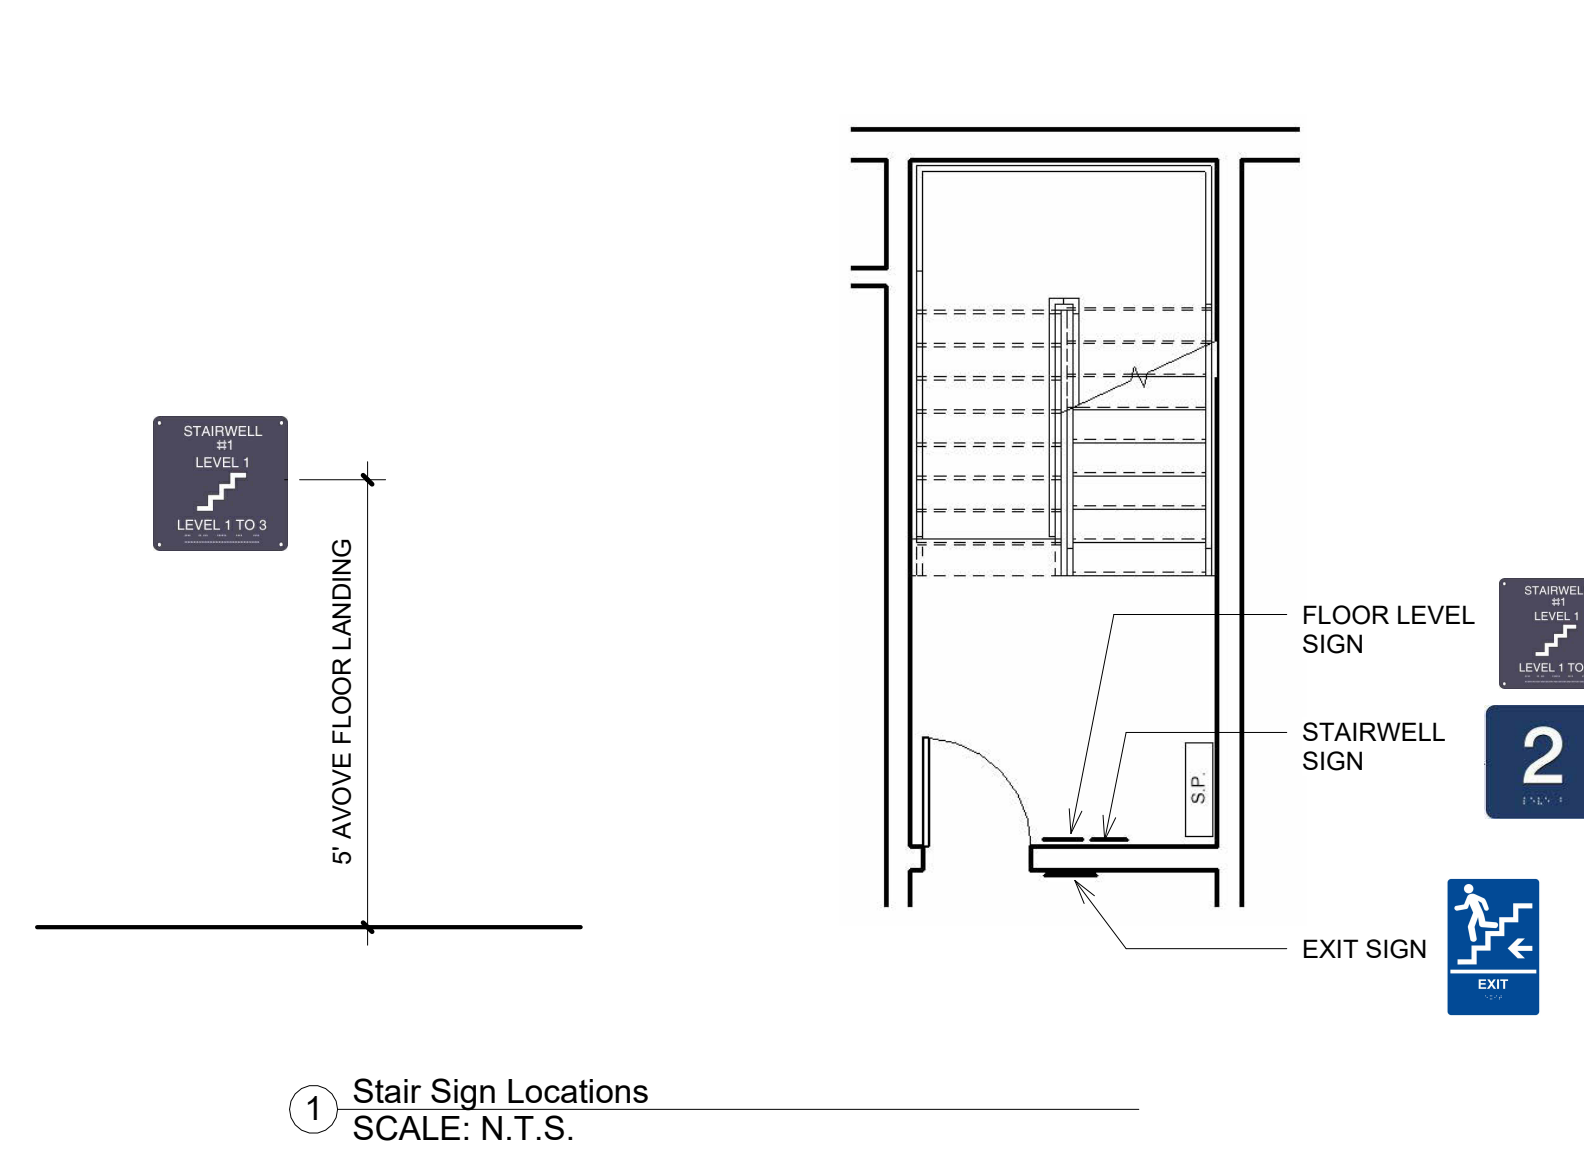 STAIRWELL
#1
LEVEL 1
LEVEL 1 TO 3
5' AVOVE FLOOR LANDING
S.P.
FLOOR LEVEL
SIGN
STAIRWEL
#1
LEVEL 1
LEVEL 1 TO
STAIRWELL
SIGN
2
EXIT SIGN
EXIT
1
Stair Sign Locations
SCALE: N.T.S.